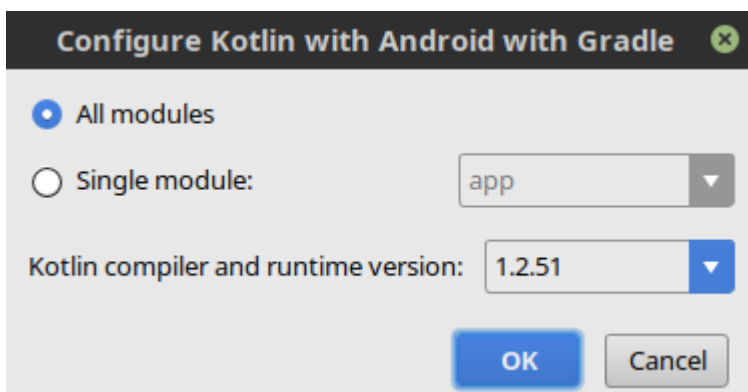 Configure Kotlin with Android with Gradle
All modules
Single module: app
Kotlin compiler and runtime version: 1.2.51
OK Cancel